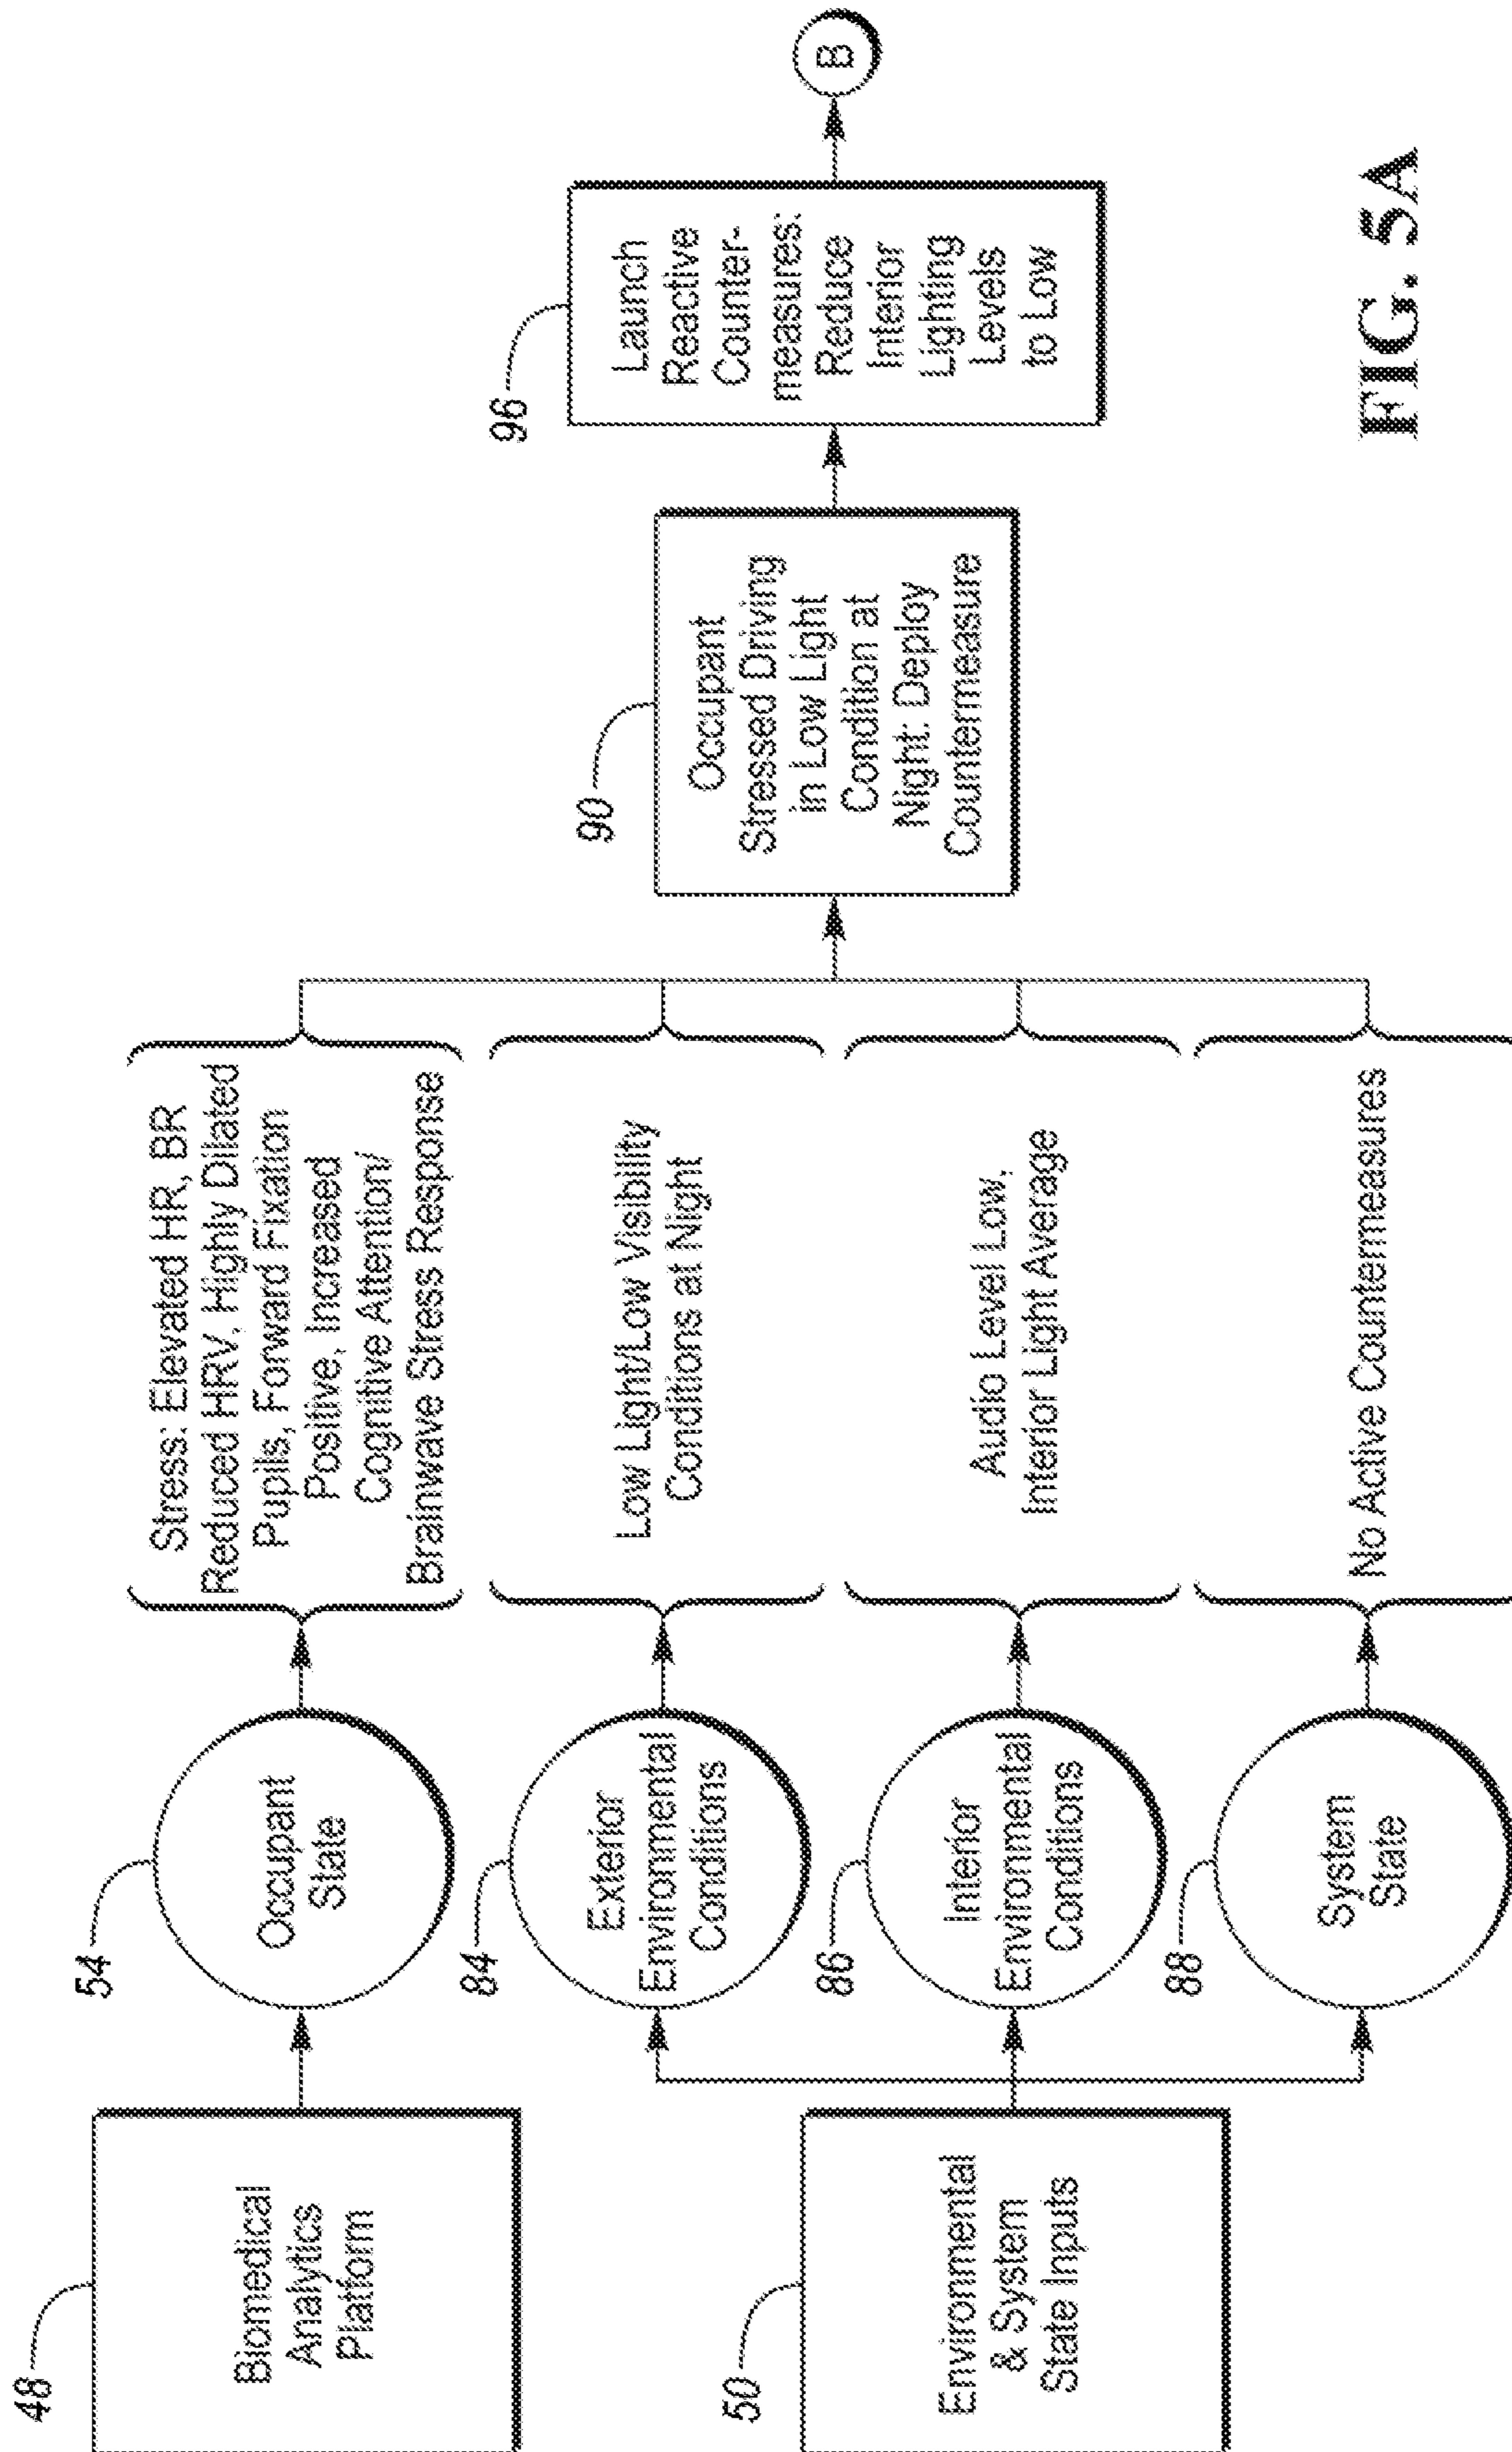 48
Biomedical
Analytics
Platform
50
Environmental
& System
State Inputs
54
Occupant
State
84
Exterior
Environmental
Conditions
86
Interior
Environmental
Conditions
88
System
State
Stress: Elevated HR, BR
Reduced HRV, Highly Dilated
Pupils, Forward Fixation
Positive, Increased
Cognitive Attention/
Brainwave Stress Response
Low Light/Low Visibility
Conditions at Night
Audio Level Low,
Interior Light Average
No Active Countermeasures
90
Occupant
Stressed Driving
in Low Light
Condition at
Night: Deploy
Countermeasure
96
Launch
Reactive
Counter-
measures:
Reduce
Interior
Lighting
Levels
to Low
B
FIG. 5A